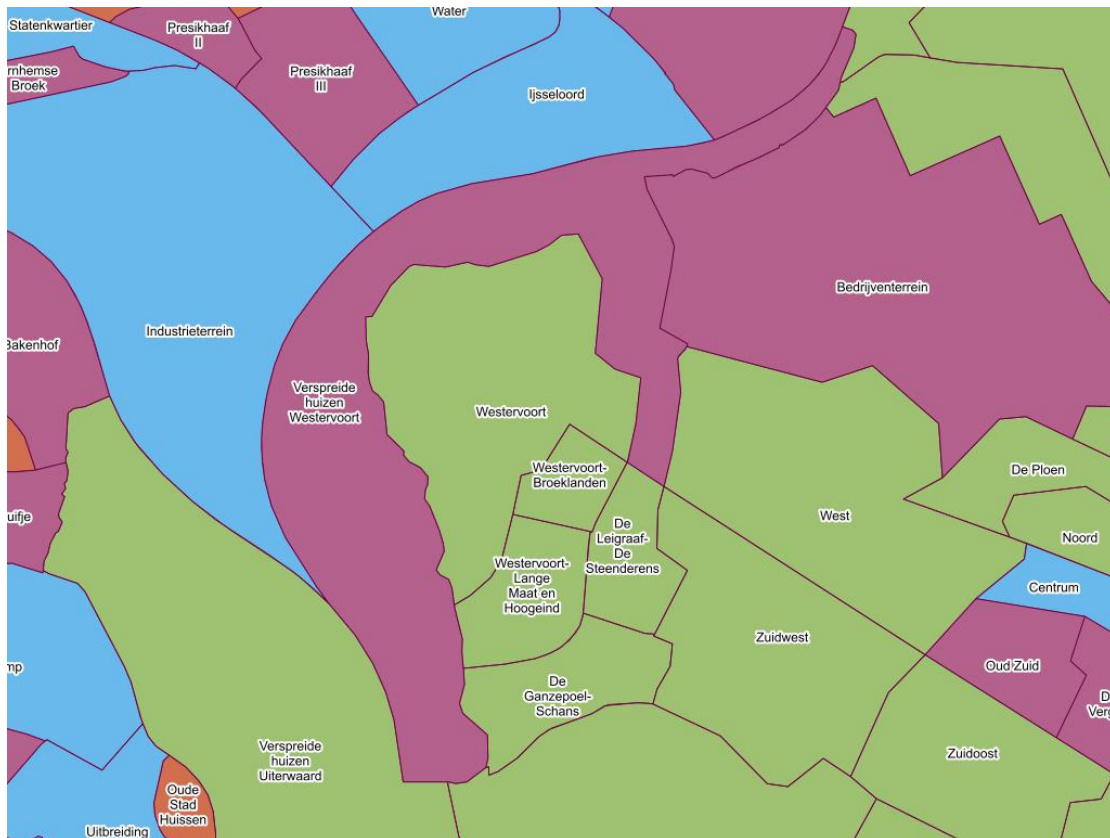 Water
Statenkwartier
Presikhaaf
II
Presikhaaf
III
rnhemse
Broek
Ijsseloord
Bedrijventerrein
Industrieterrein
Bakenhof
Verspreide
huizen
Westervoort
Westervoort
Westervoort-
Broeklanden
De Ploen
uifje
West
De
Leigraaf-
De
Steenderens
Noord
Westervoort-
Lange
Maat en
Hoogeind
Centrum
Zuidwest
mp
Oud Zuid
De
Ganzepoel-
Schans
D
Verg
Verspreide
huizen
Uiterwaard
Zuidoost
Oude
Stad
Huissen
Uitbreiding